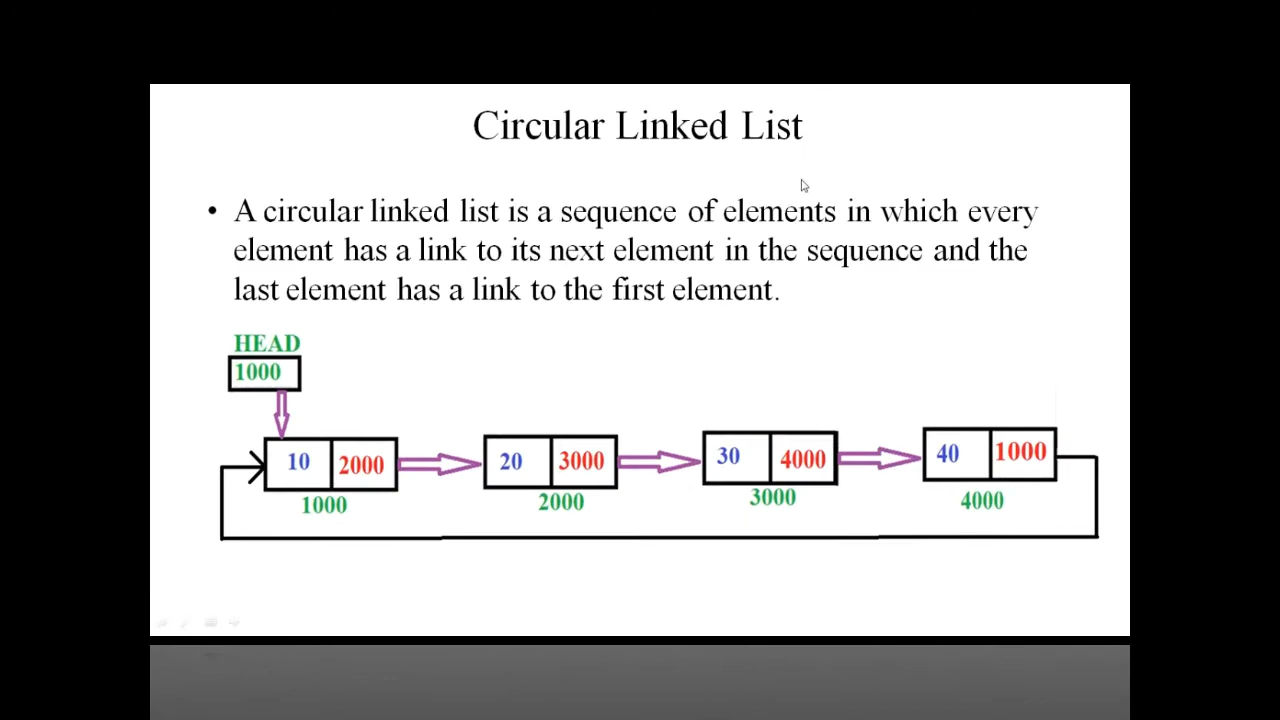 Circular Linked List
• A circular linked list is a sequence of elements in which every
element has a link to its next element in the sequence and the
last element has a link to the first element.
HEAD
1000
10 2000 20 3000 30 4000 40 1000
1000 2000 3000 4000